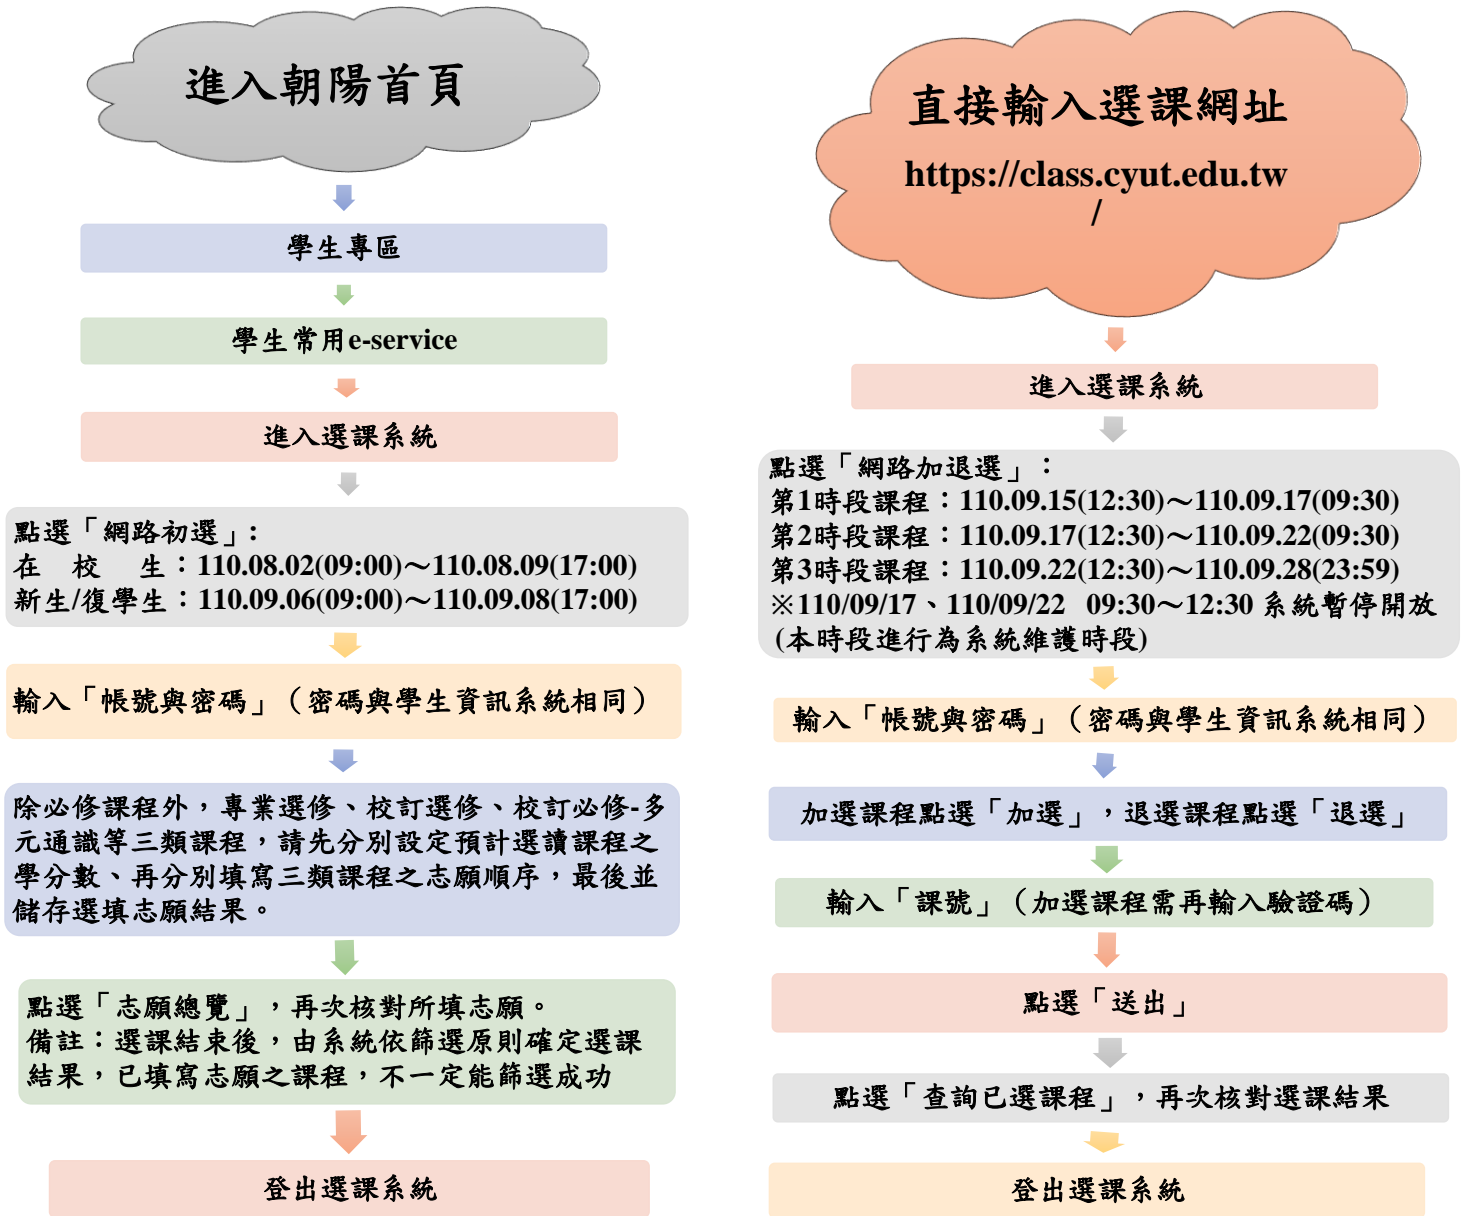 進入朝陽首頁
學生專區
學生常用e-service
進入選課系統
點選「網路初選」:
在　校　生：110.08.02(09:00)～110.08.09(17:00)
新生/復學生：110.09.06(09:00)～110.09.08(17:00)
輸入「帳號與密碼」（密碼與學生資訊系統相同）
除必修課程外，專業選修、校訂選修、校訂必修-多
元通識等三類課程，請先分別設定預計選讀課程之
學分數、再分別填寫三類課程之志願順序，最後並
儲存選填志願結果。
點選「志願總覽」，再次核對所填志願。
備註：選課結束後，由系統依篩選原則確定選課
結果，已填寫志願之課程，不一定能篩選成功
登出選課系統
直接輸入選課網址
https://class.cyut.edu.tw
/
進入選課系統
點選「網路加退選」：
第1時段課程：110.09.15(12:30)～110.09.17(09:30)
第2時段課程：110.09.17(12:30)～110.09.22(09:30)
第3時段課程：110.09.22(12:30)～110.09.28(23:59)
※110/09/17、110/09/22 09:30～12:30 系統暫停開放
(本時段進行為系統維護時段)
輸入「帳號與密碼」（密碼與學生資訊系統相同）
加選課程點選「加選」，退選課程點選「退選」
輸入「課號」（加選課程需再輸入驗證碼）
點選「送出」
點選「查詢已選課程」，再次核對選課結果
登出選課系統